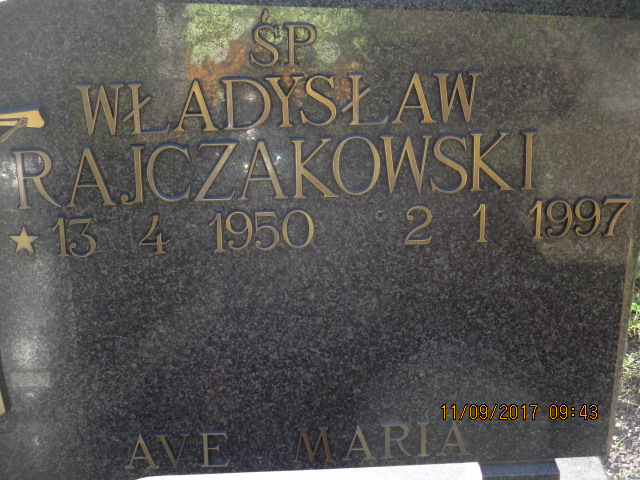 ŚP
WŁADYSŁAW
RAJCZAKOWSKI
★ 13 4 1950 2 1 1997
11/09/2017 09:43
AVE MARIA